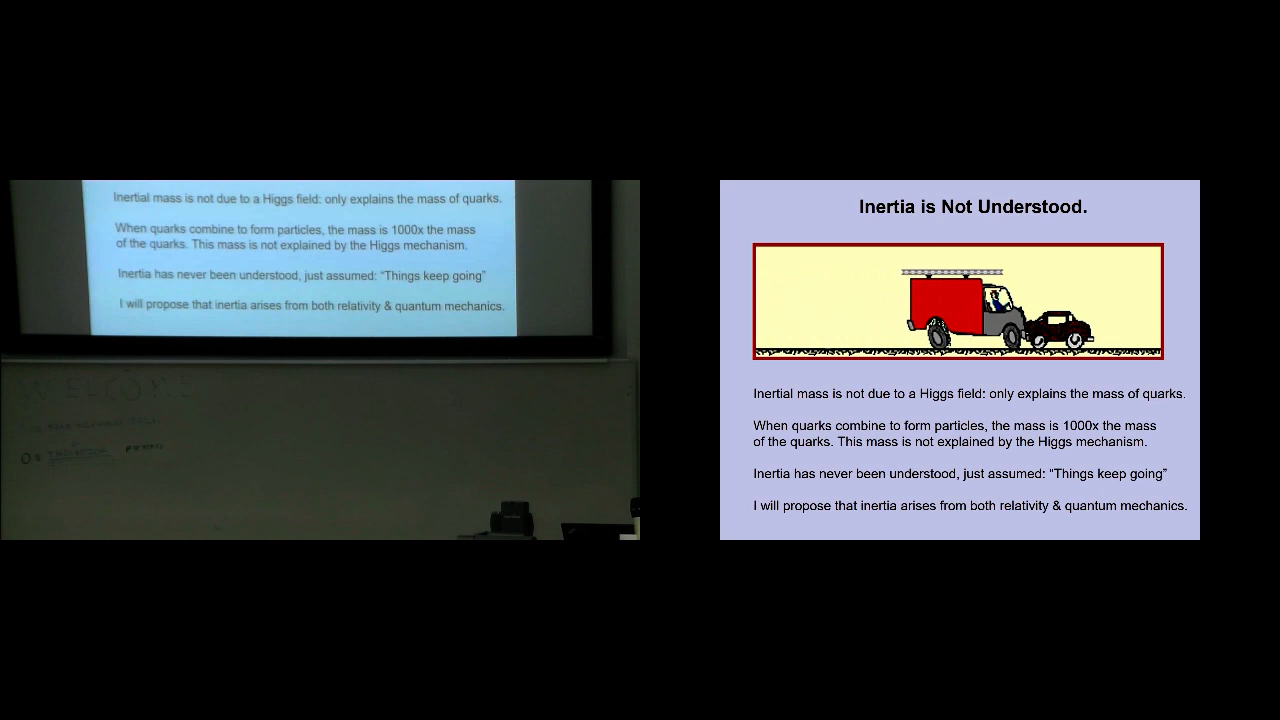 Inertial mass is not due to a Higgs field: only explains the mass of quarks.
When quarks combine to form particles, the mass is 1000x the mass
of the quarks. This mass is not explained by the Higgs mechanism.
Inertia has never been understood, just assumed: “Things keep going”
I will propose that inertia arises from both relativity & quantum mechanics.
WELCOME
Inertia is Not Understood.
Inertial mass is not due to a Higgs field: only explains the mass of quarks.
When quarks combine to form particles, the mass is 1000x the mass
of the quarks. This mass is not explained by the Higgs mechanism.
Inertia has never been understood, just assumed: “Things keep going”
I will propose that inertia arises from both relativity & quantum mechanics.